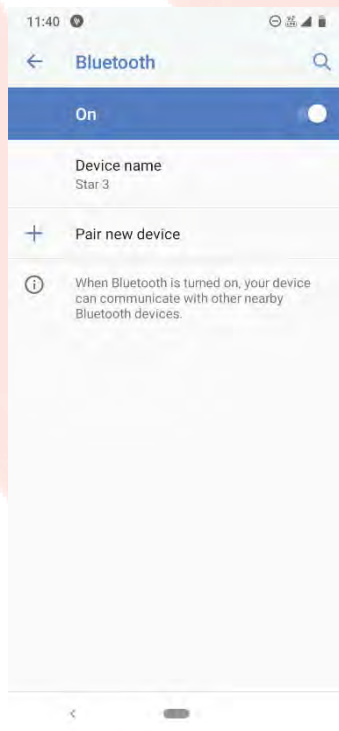 11:40
Bluetooth
On
Device name
Star 3
Pair new device
When Bluetooth is turned on, your device
can communicate with other nearby
Bluetooth devices.